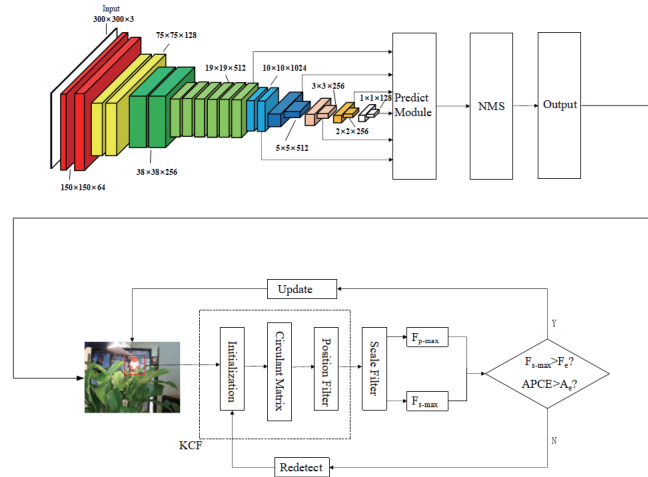 Input
300×300×3
75×75×128
19×19×512
10×10×1024
3×3×256
1×1×128
2×2×256
5×5×512
38×38×256
150×150×64
Predict
Module
NMS
Output
Update
Initialization
Circulant Matrix
Position Filter
Scale Filter
Fp-max
Fs-max
Fs-max>Fe?
APCE>Ae?
Y
N
KCF
Redetect